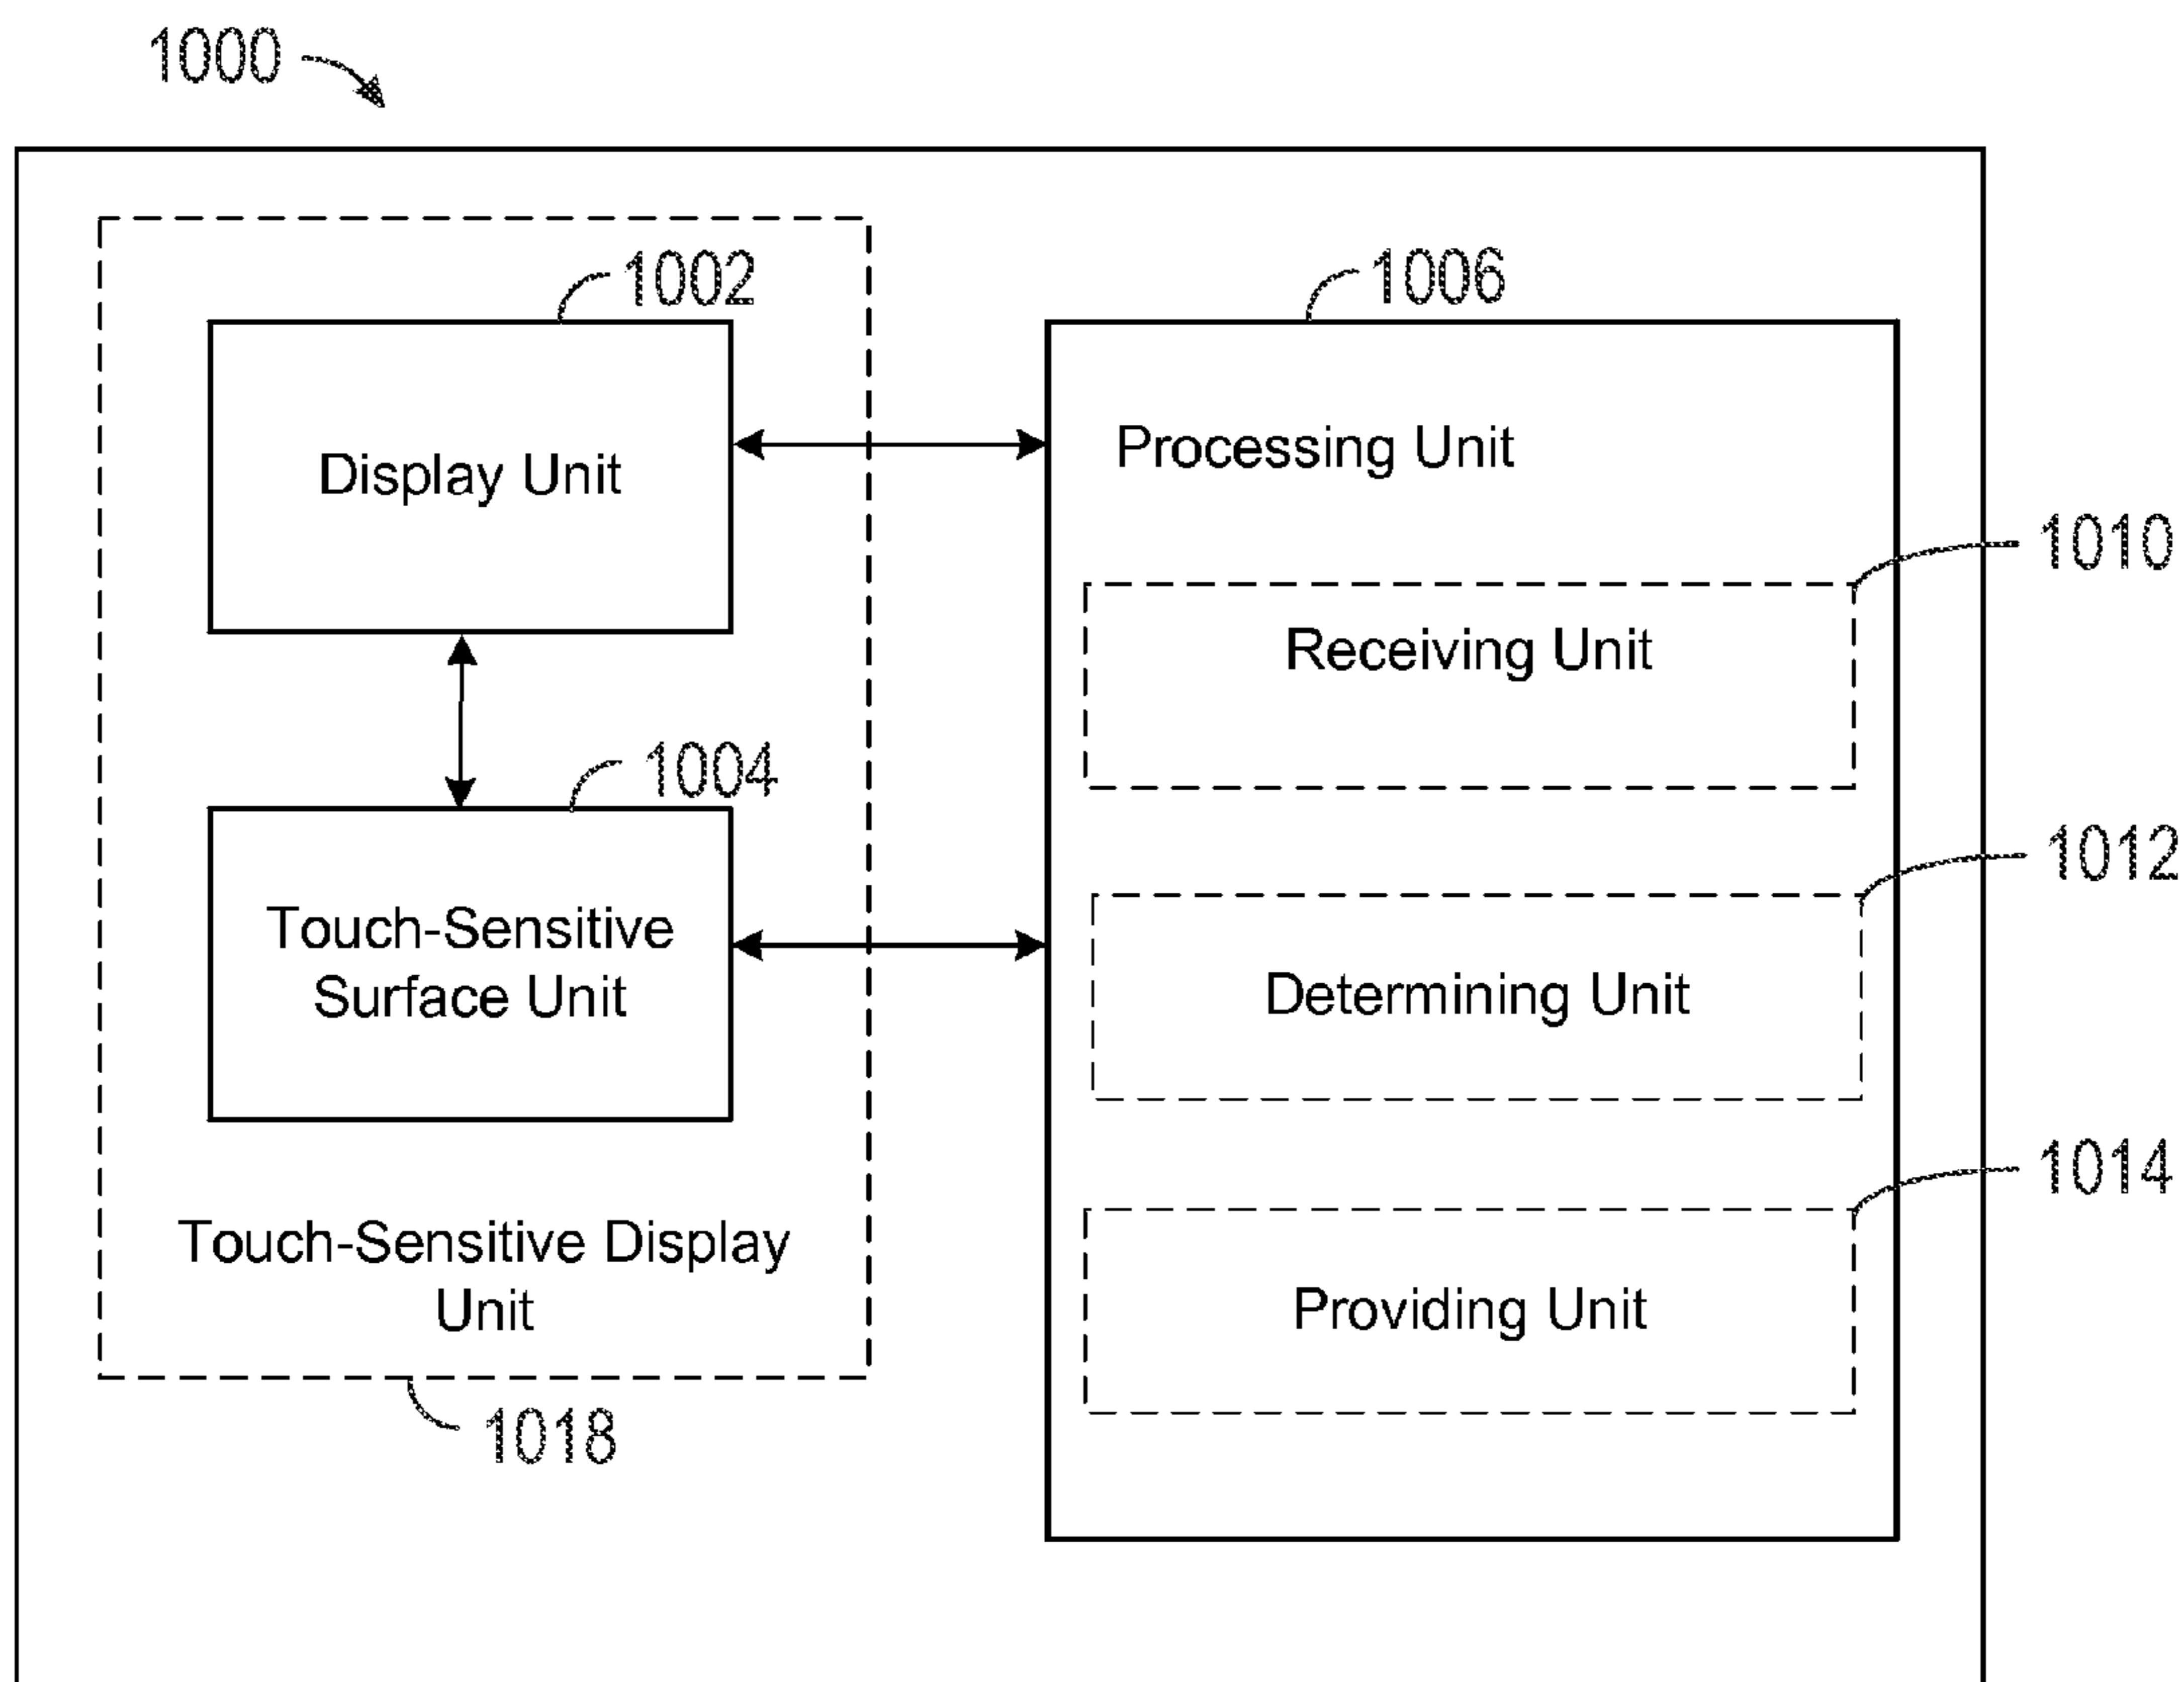 1000
1002
1006
Display Unit
Processing Unit
1010
Receiving Unit
1004
1012
Touch-Sensitive
Surface Unit
Determining Unit
1014
Touch-Sensitive Display
Unit
Providing Unit
1018